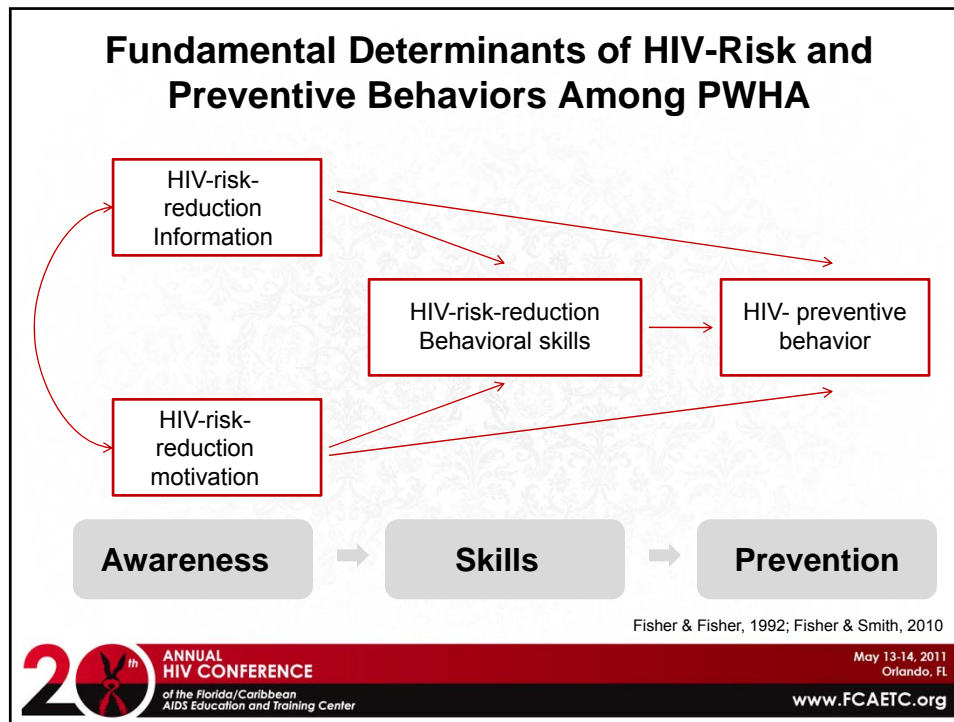 Fundamental Determinants of HIV-Risk and
Preventive Behaviors Among PWHA
HIV-risk-
reduction
Information
HIV-risk-reduction
Behavioral skills
HIV- preventive
behavior
HIV-risk-
reduction
motivation
Awareness
Skills
Prevention
Fisher & Fisher, 1992; Fisher & Smith, 2010
20th
ANNUAL
HIV CONFERENCE
of the Florida/Caribbean
AIDS Education and Training Center
May 13-14, 2011
Orlando, FL
www.FCAETC.org